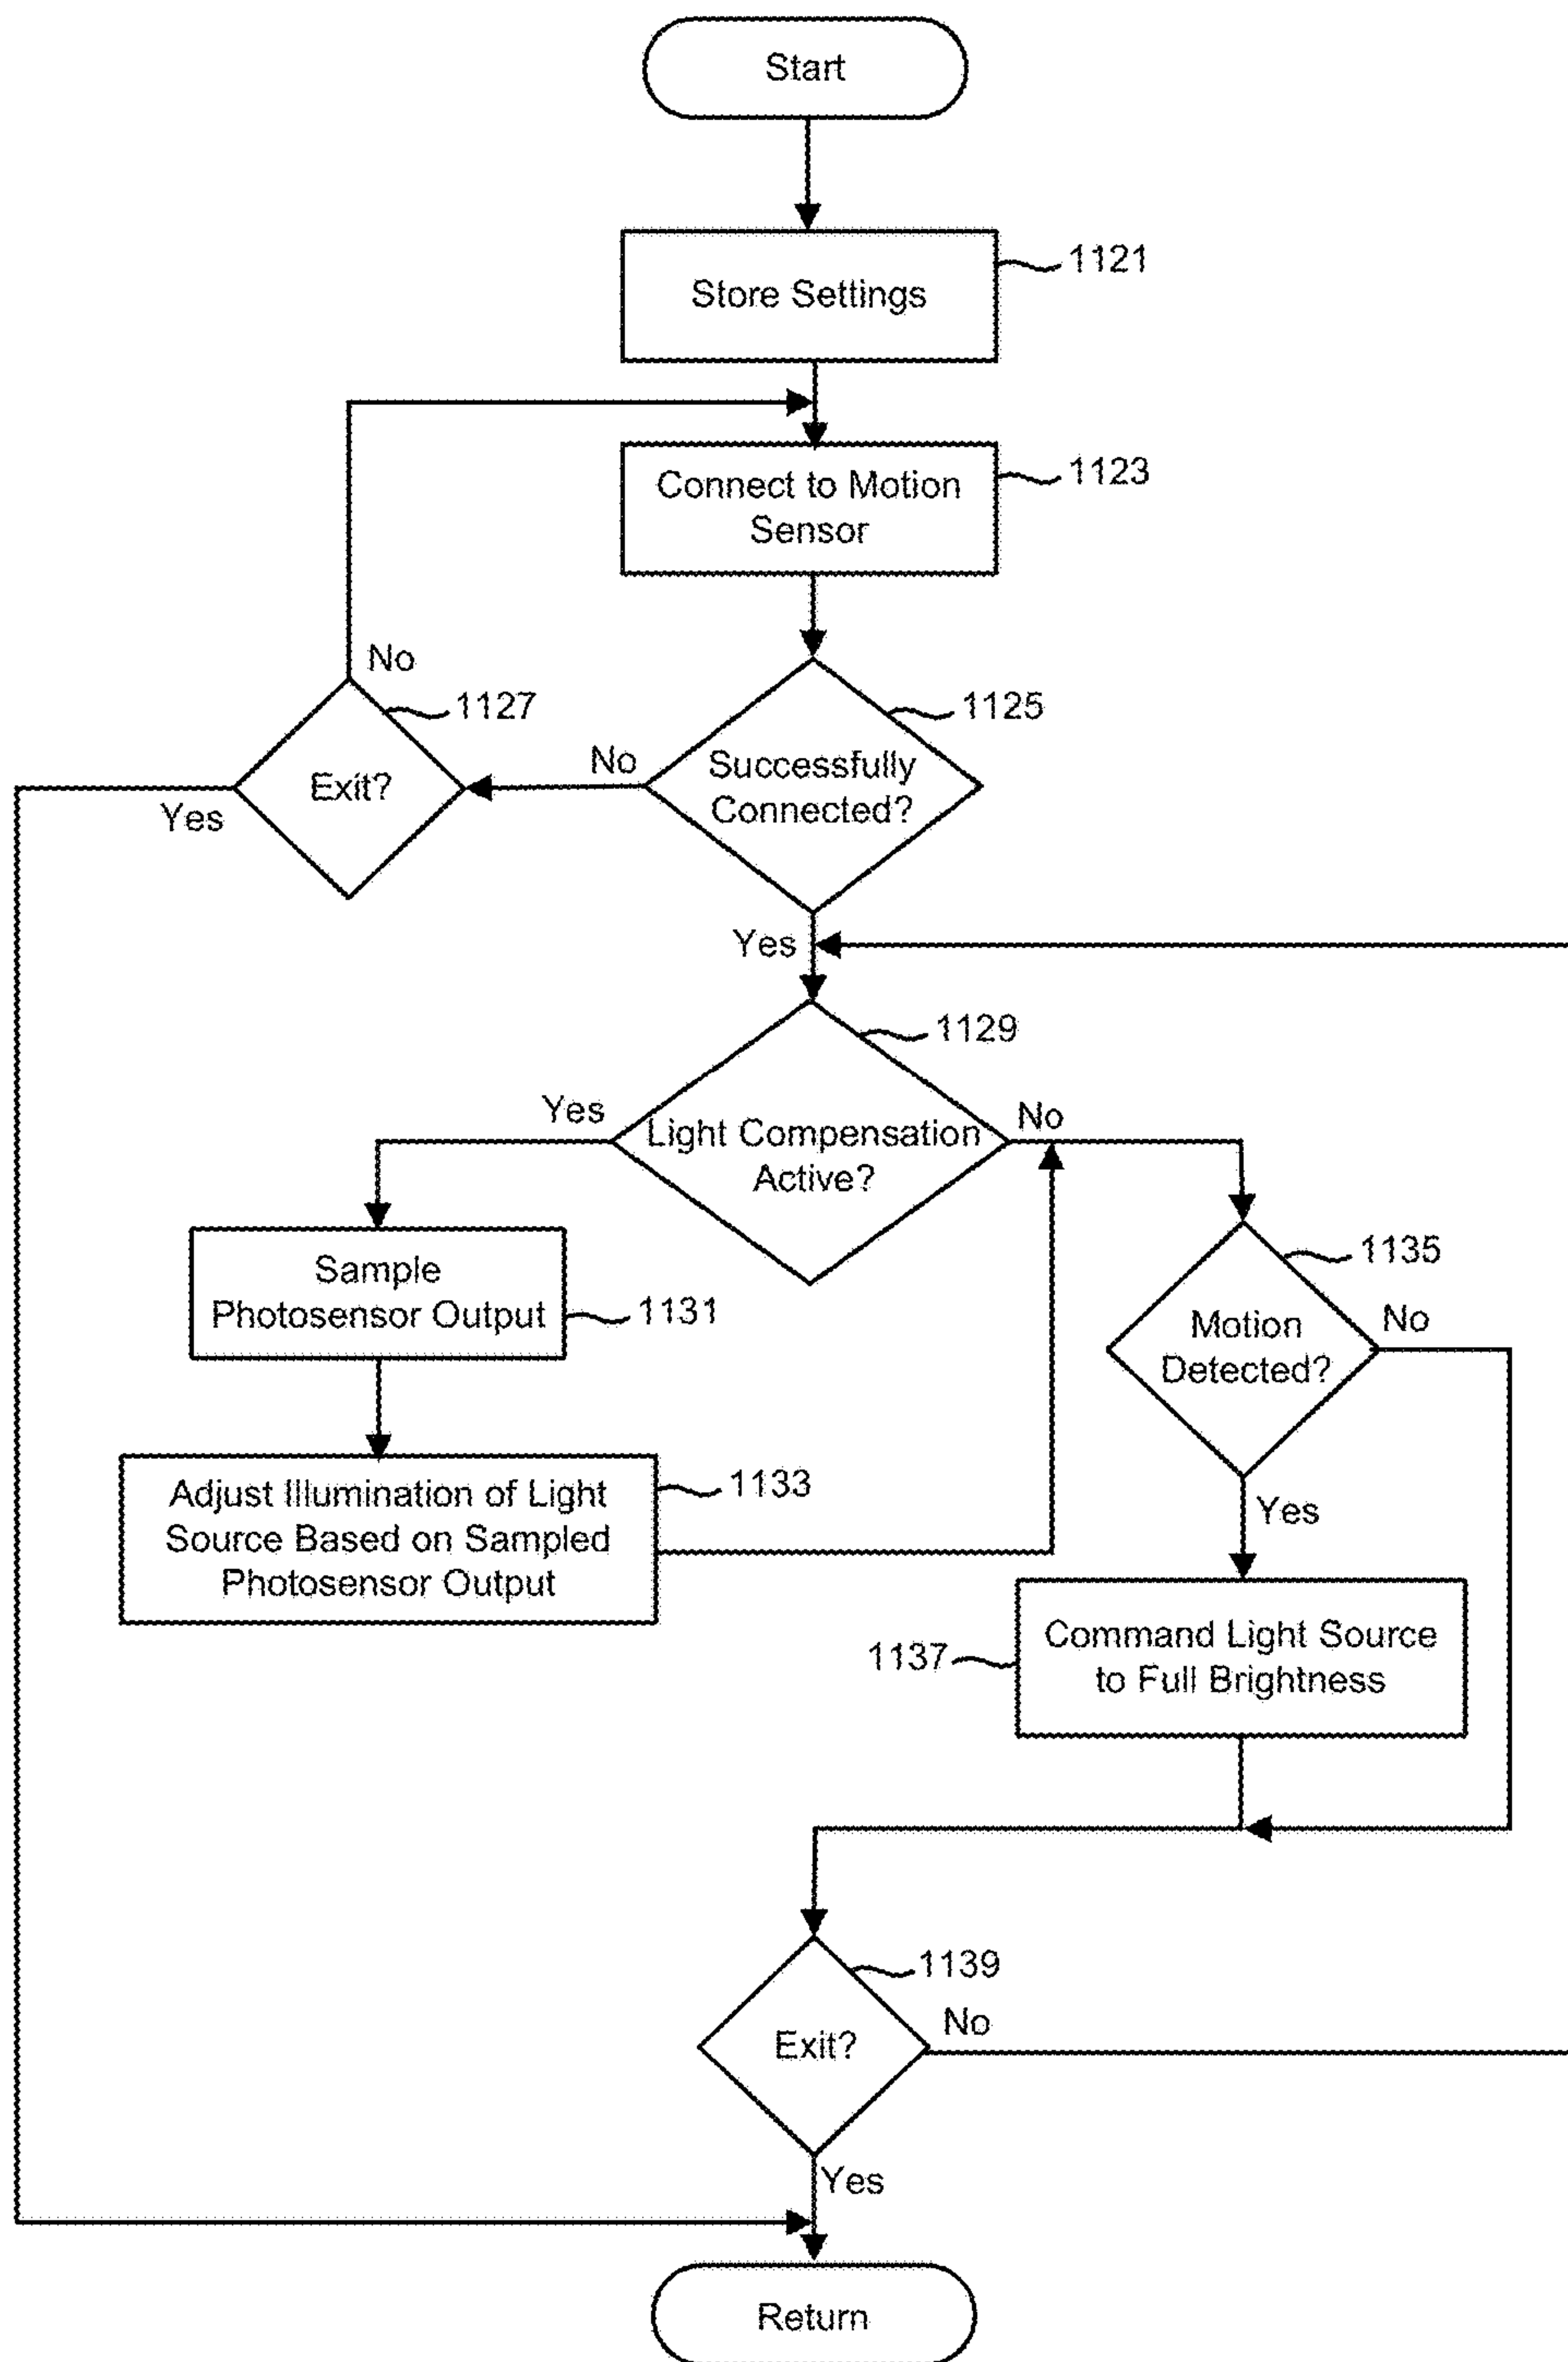 Start
Store Settings
1121
Connect to Motion
Sensor
1123
No
1127
Exit?
Yes
No
1125
Successfully
Connected?
Yes
1129
Yes
Light Compensation
Active?
No
Sample
Photosensor Output
1131
1135
Motion
Detected?
No
Yes
Adjust Illumination of Light
Source Based on Sampled
Photosensor Output
1133
Command Light Source
to Full Brightness
1137
1139
Exit?
No
Yes
Return